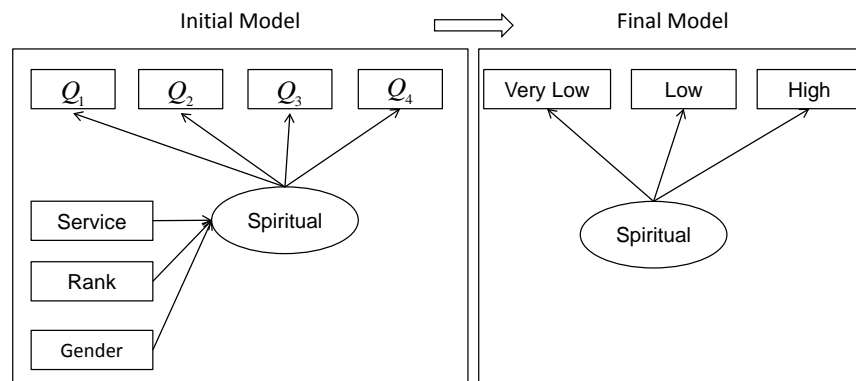 Initial Model
Final Model
Q1 Q2 Q3 Q4
Very Low Low High
Spiritual
Service
Rank
Gender
Spiritual